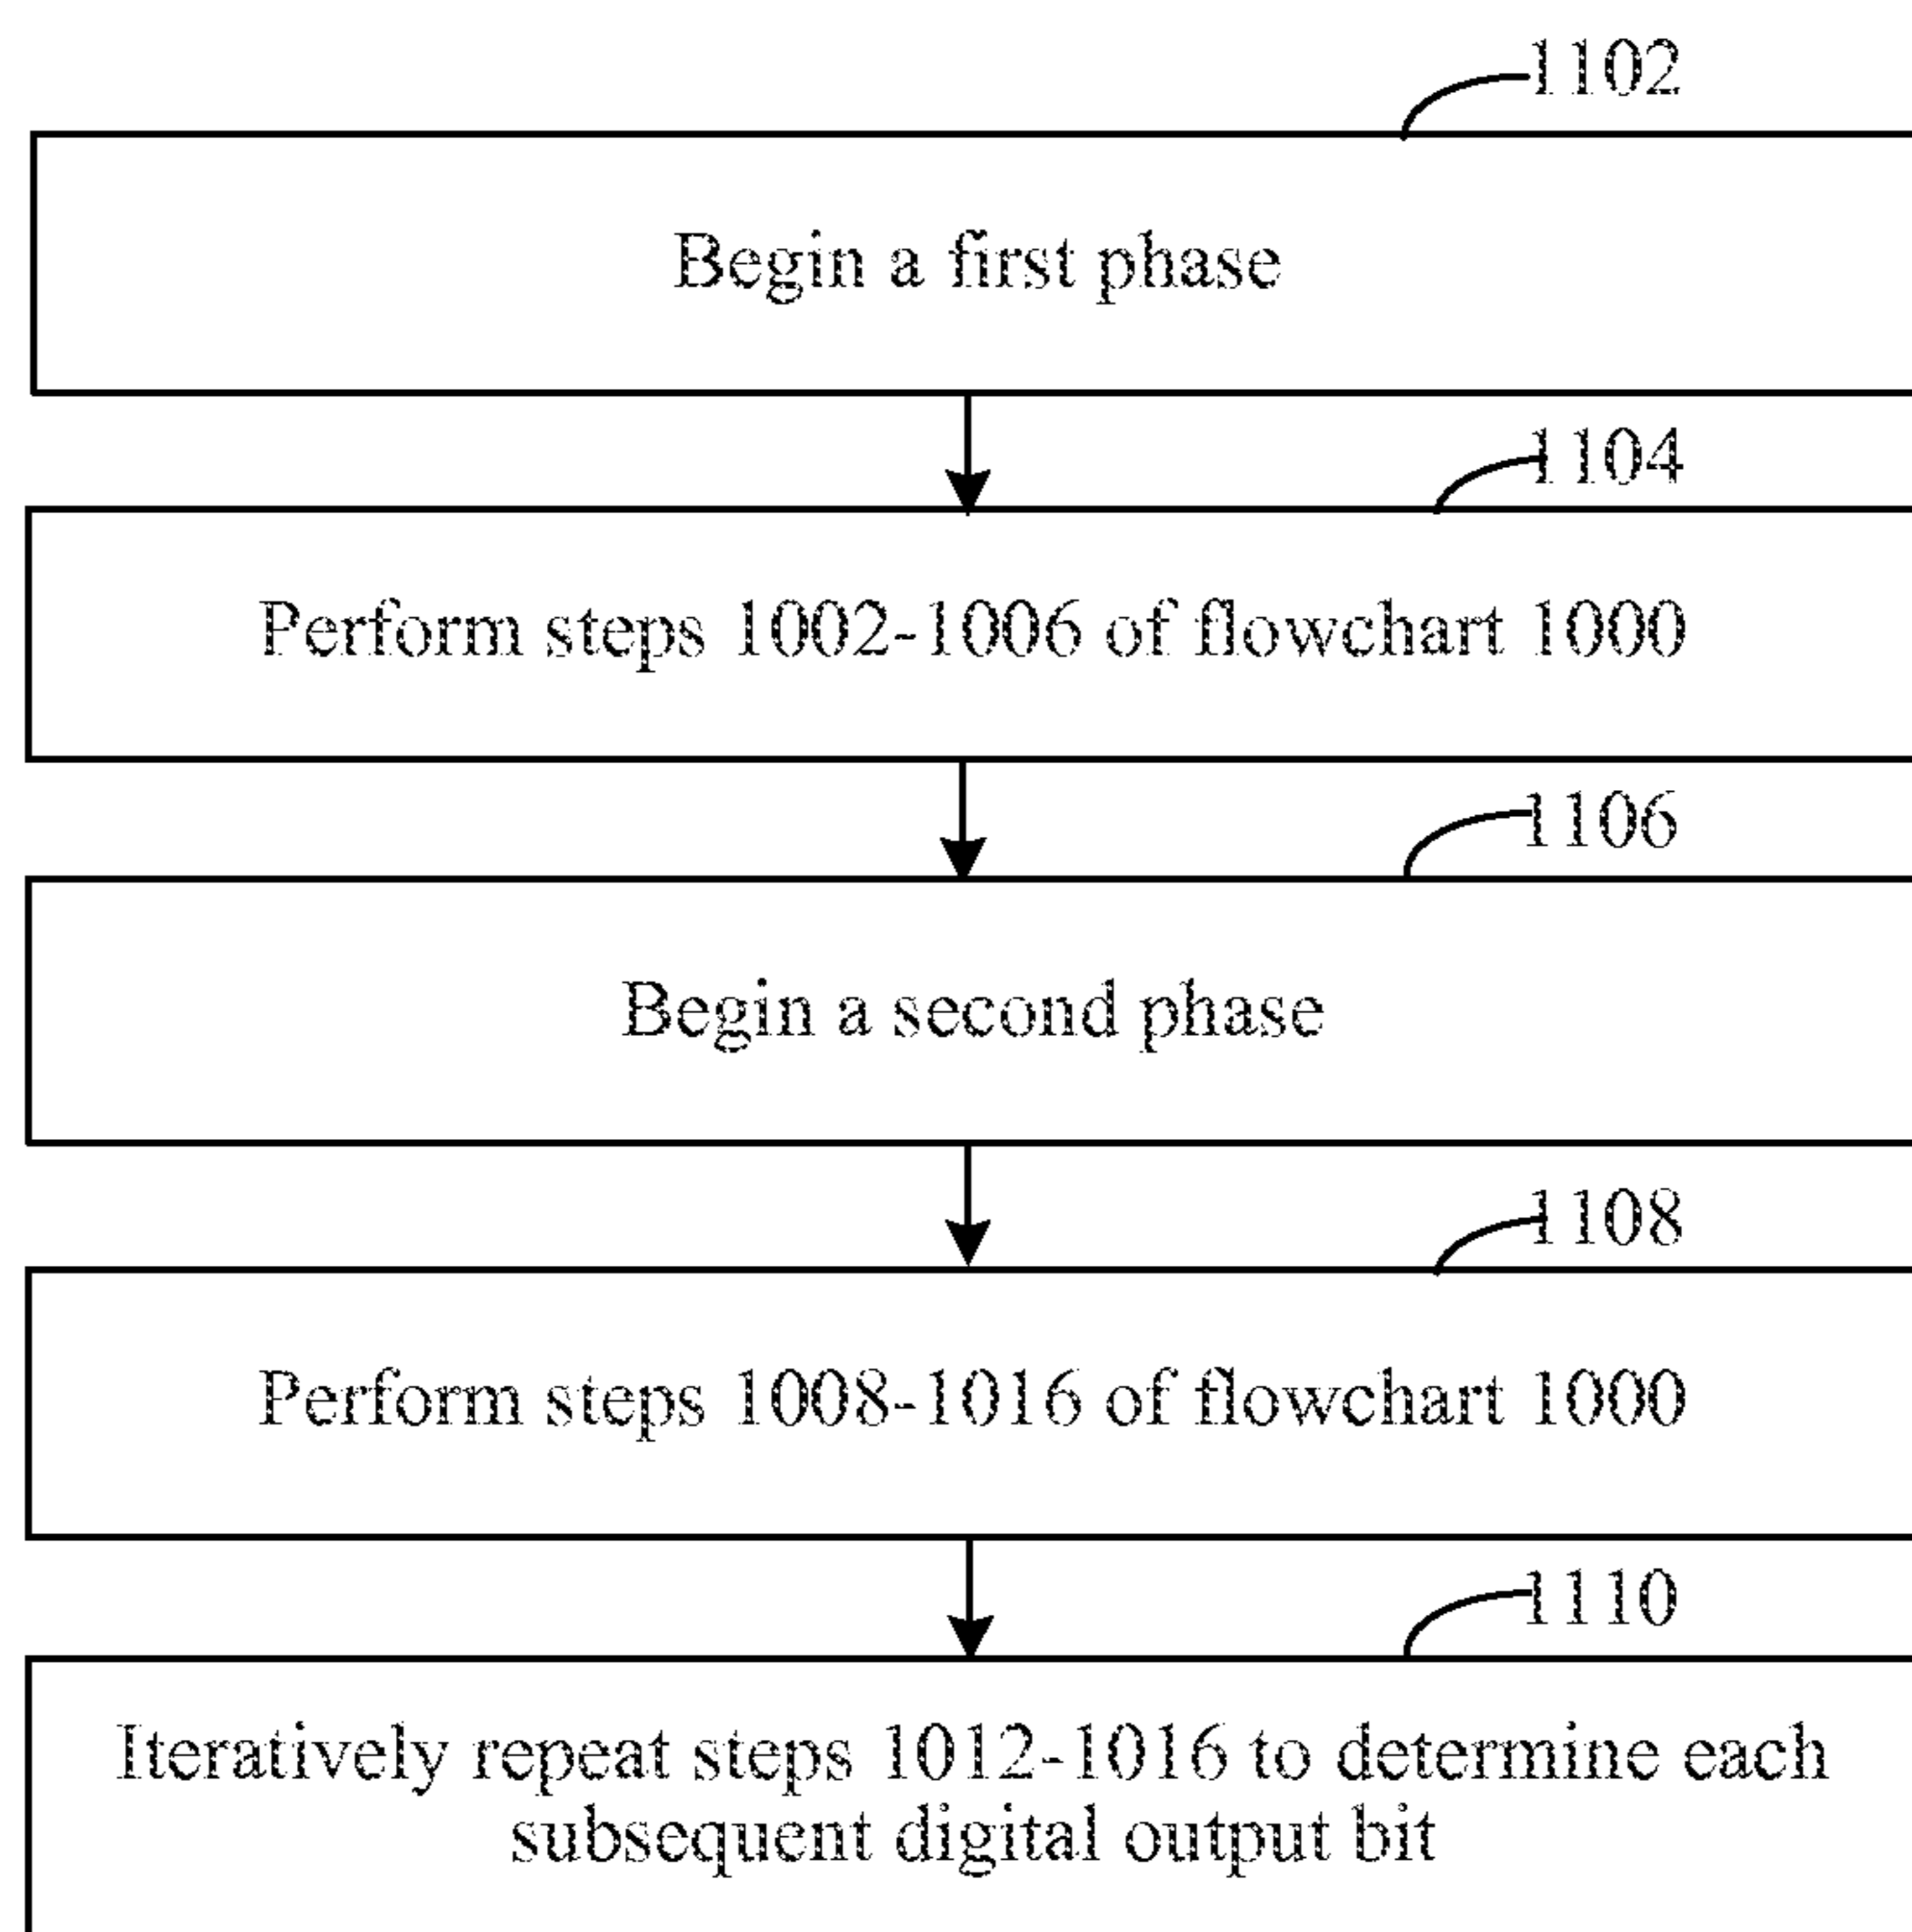 1102
Begin a first phase
1104
Perform steps 1002-1006 of flowchart 1000
1106
Begin a second phase
1108
Perform steps 1008-1016 of flowchart 1000
1110
Iteratively repeat steps 1012-1016 to determine each
subsequent digital output bit